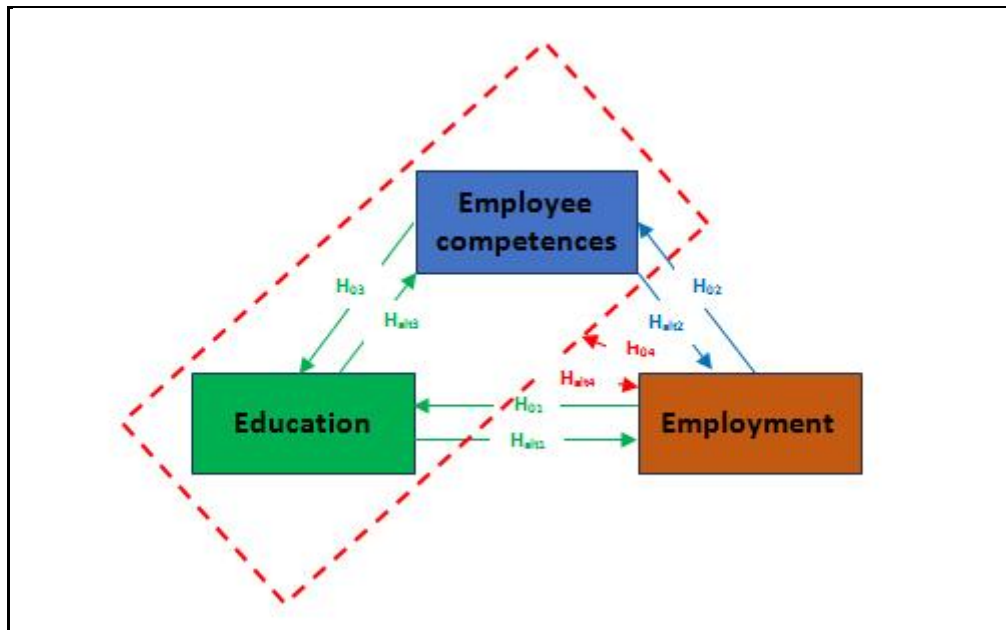 Employee
competences
H03
Halt3
H02
Halt2
H04
Halt4
Education
H01
Halt1
Employment